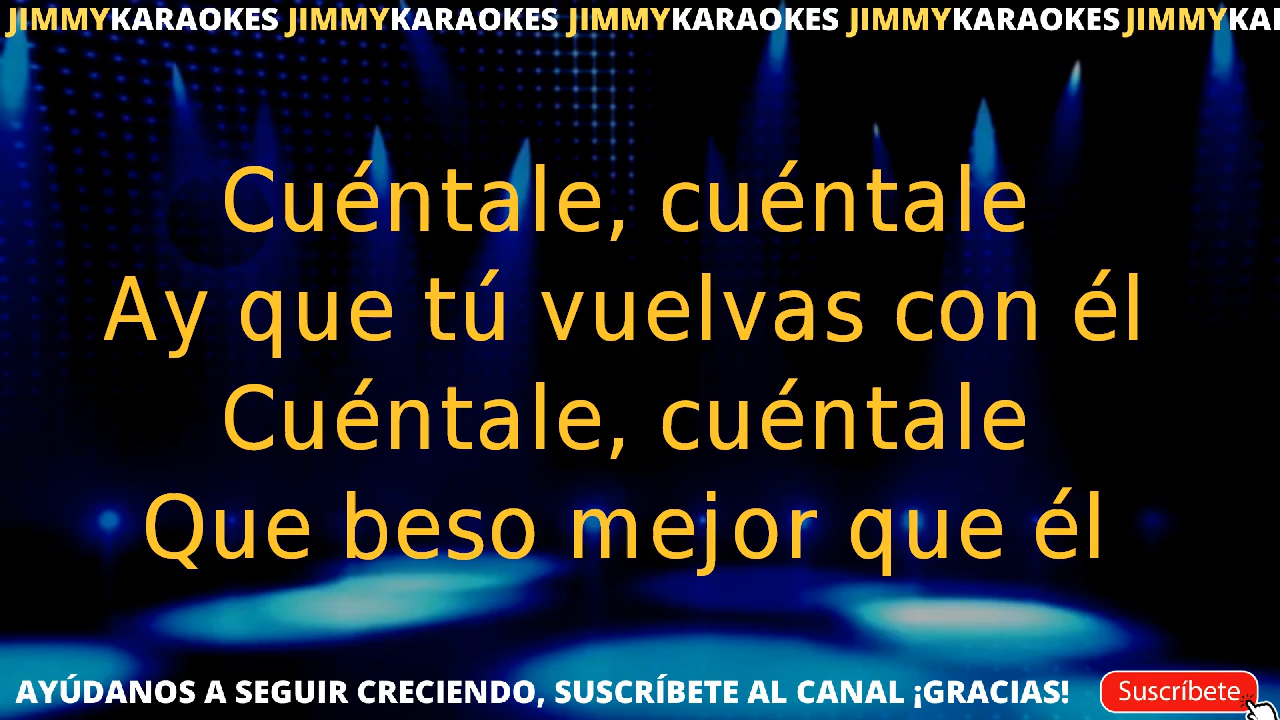 JIMMYKARAOKES JIMMYKARAOKES JIMMYKARAOKES JIMMYKARAOKES JIMMYKA
Cuéntale, cuéntale
Ay que tú vuelvas con él
Cuéntale, cuéntale
Que beso mejor que él
AYÚDANOS A SEGUIR CRECIENDO, SUSCRÍBETE AL CANAL ¡GRACIAS! Suscríbete